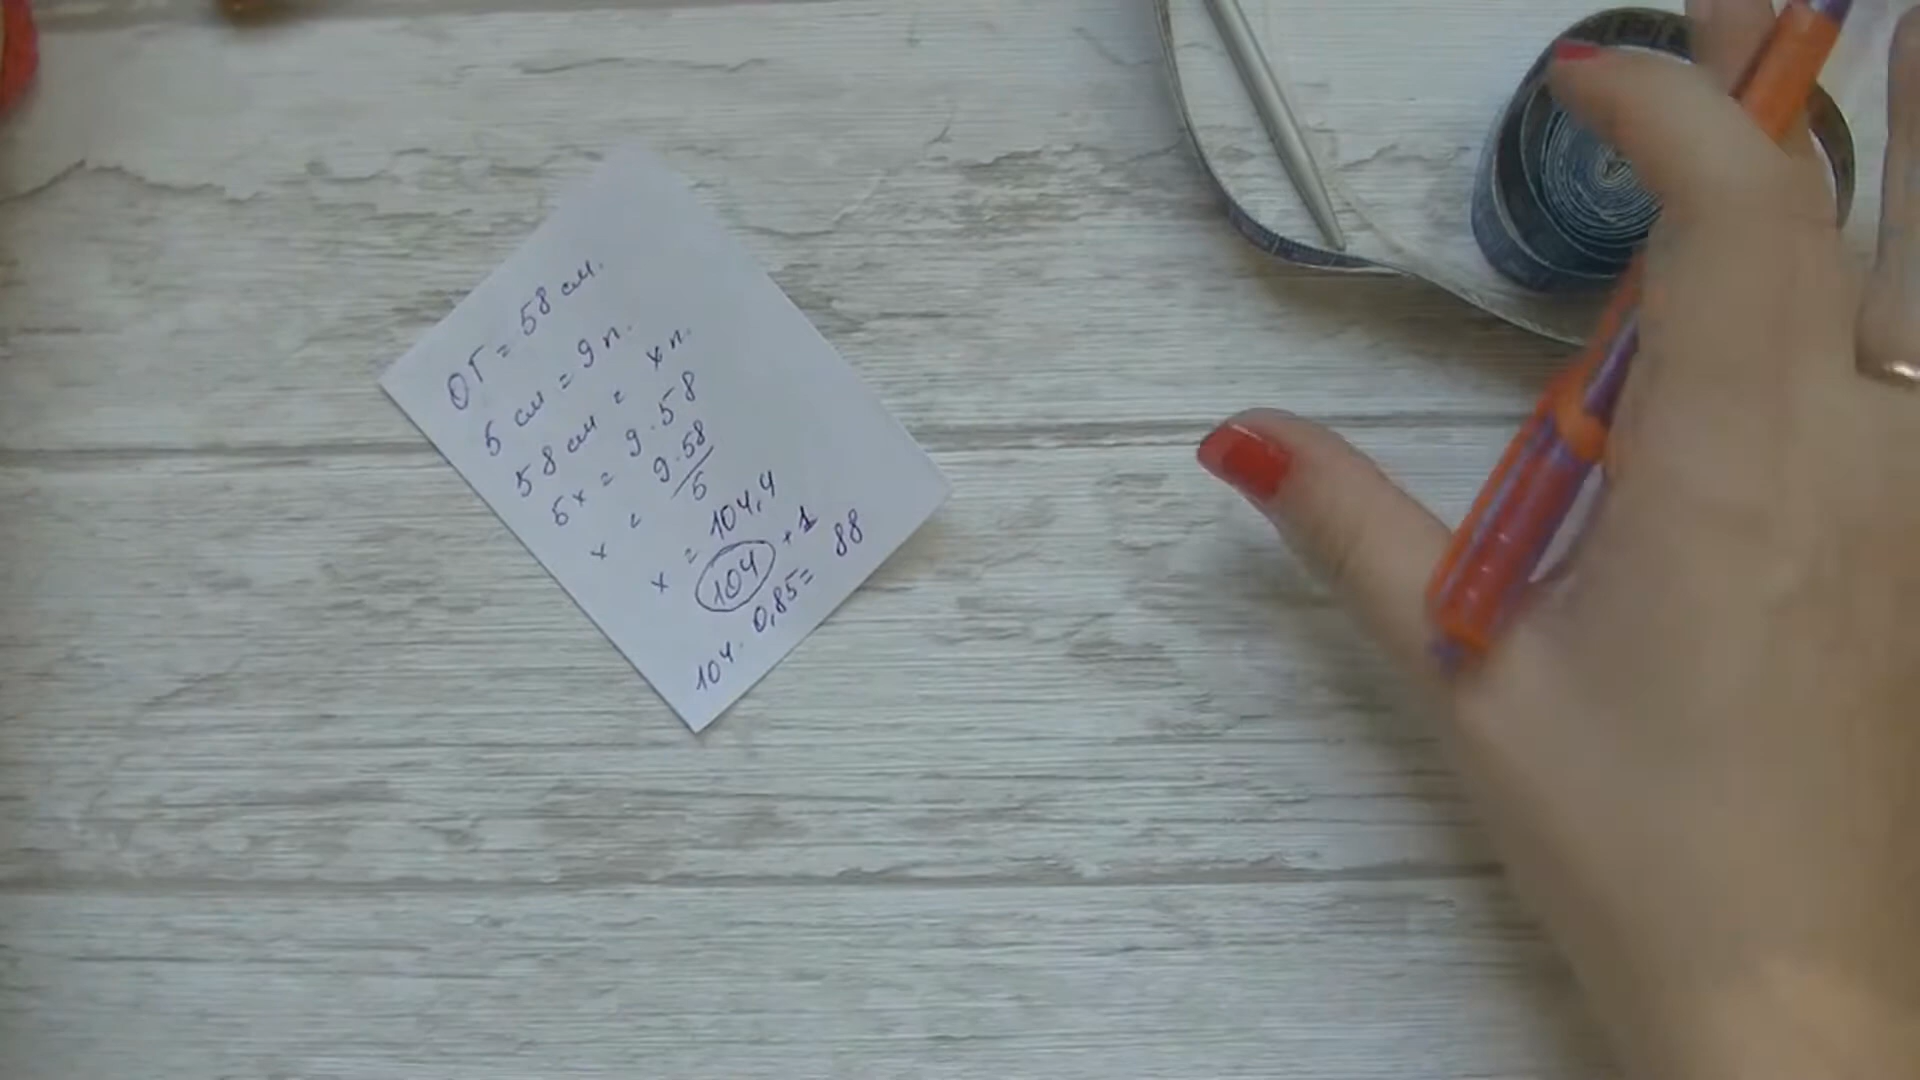 ОГ = 58 см.
5 см = 9 п.
58 см = х п.
5х = 9·58
х = 9·58/5
х = 104,4
104 + 1
104·0,85= 88